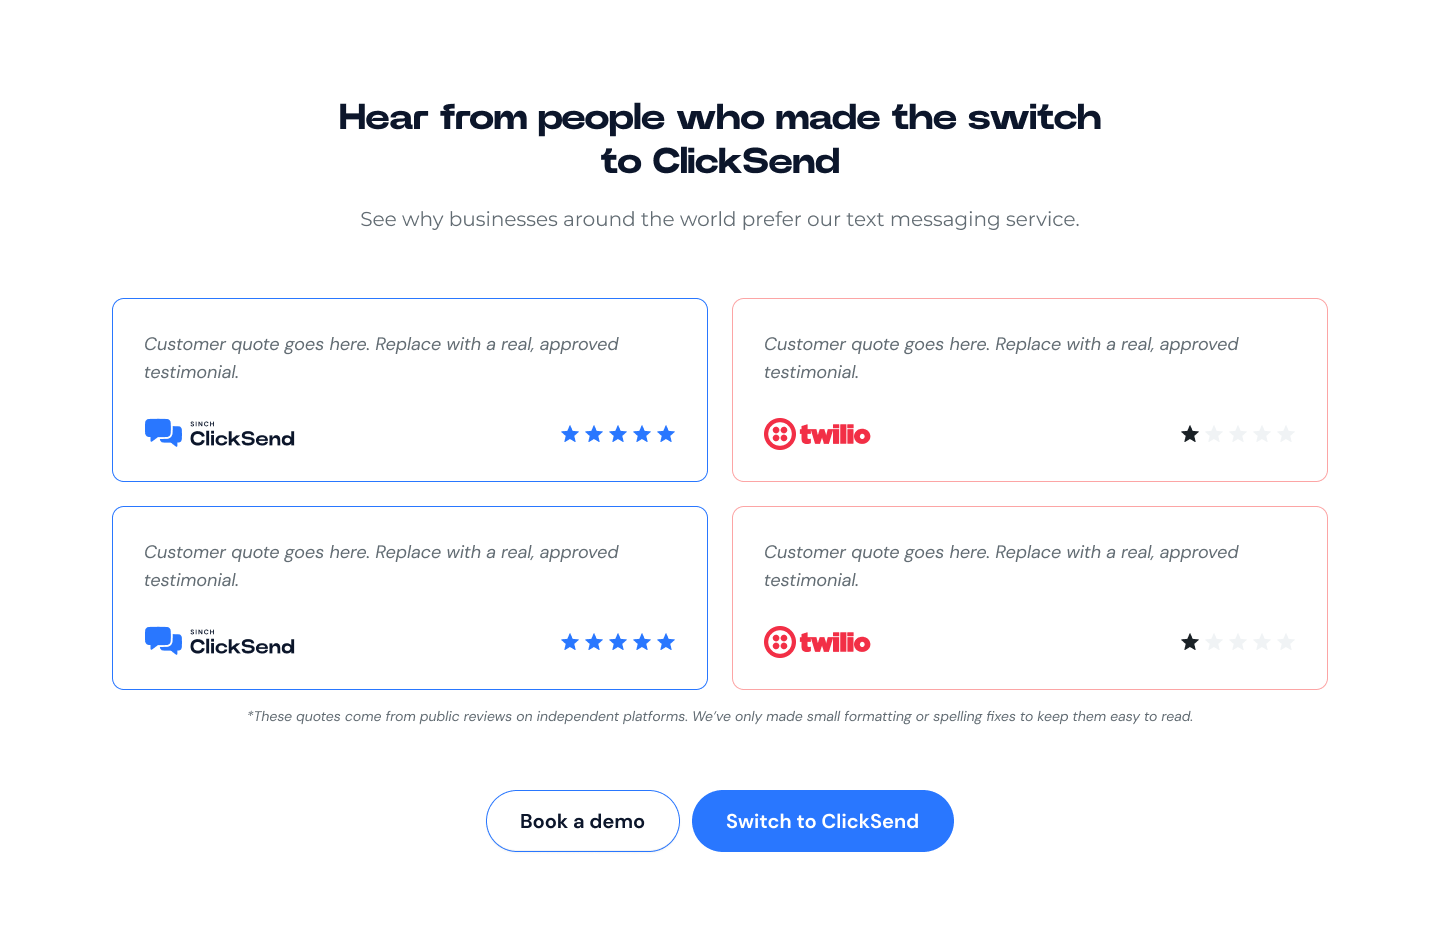 Hear from people who made the switch
to ClickSend
See why businesses around the world prefer our text messaging service.
Customer quote goes here. Replace with a real, approved
testimonial.
SINCH
ClickSend
Customer quote goes here. Replace with a real, approved
testimonial.
twilio
Customer quote goes here. Replace with a real, approved
testimonial.
SINCH
ClickSend
Customer quote goes here. Replace with a real, approved
testimonial.
twilio
*These quotes come from public reviews on independent platforms. We’ve only made small formatting or spelling fixes to keep them easy to read.
Book a demo
Switch to ClickSend